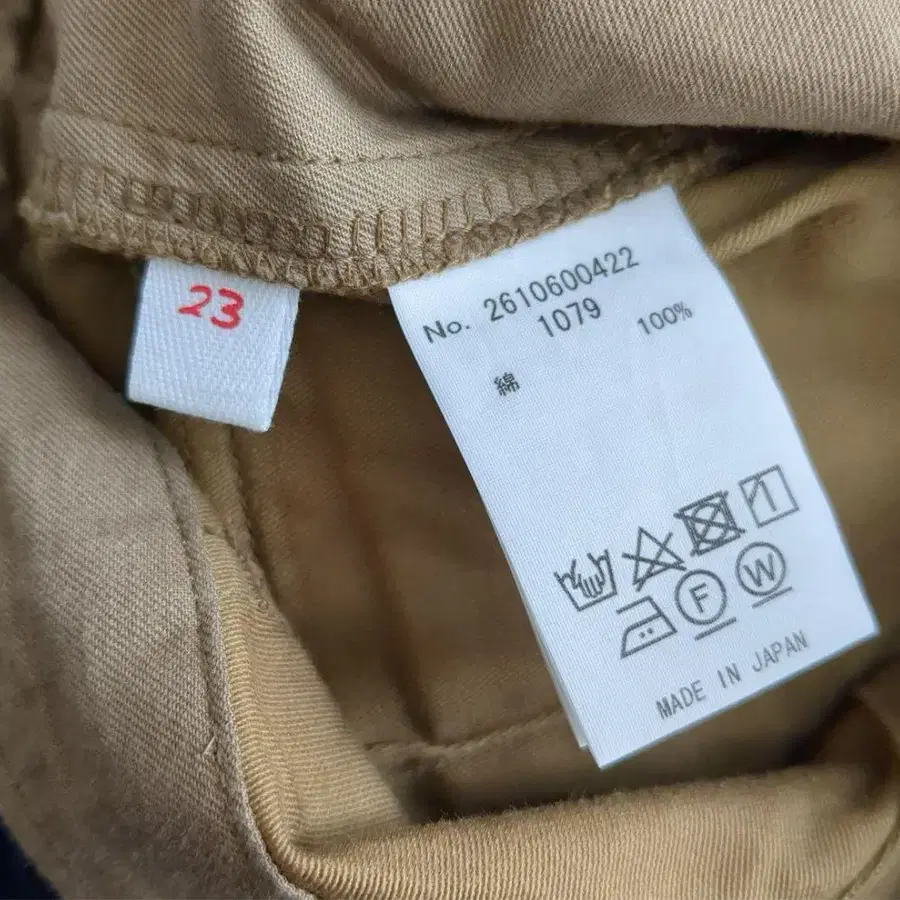 23
No. 2610600422
1079
綿 100%
F W
MADE IN JAPAN